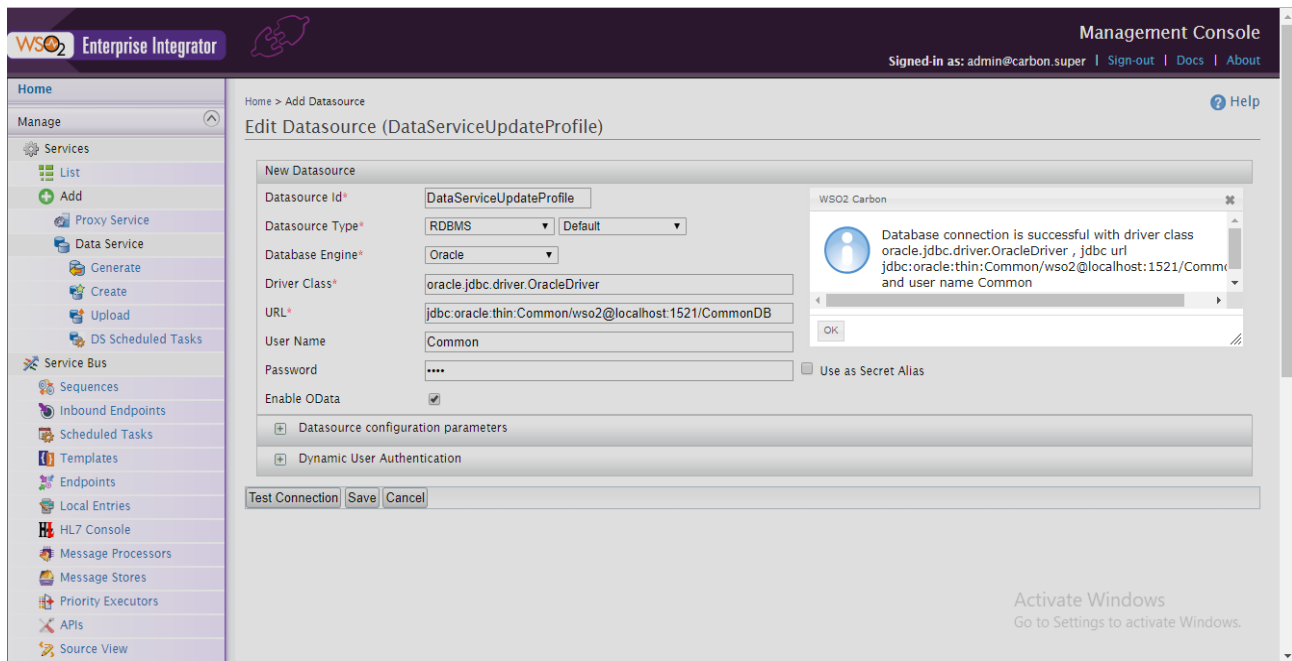 WSO2 Enterprise Integrator
Management Console
Signed-in as: admin@carbon.super | Sign-out | Docs | About
Home
Manage
Services
List
Add
Proxy Service
Data Service
Generate
Create
Upload
DS Scheduled Tasks
Service Bus
Sequences
Inbound Endpoints
Scheduled Tasks
Templates
Endpoints
Local Entries
HL7 Console
Message Processors
Message Stores
Priority Executors
APIs
Source View
Home > Add Datasource
Help
Edit Datasource (DataServiceUpdateProfile)
New Datasource
Datasource Id* DataServiceUpdateProfile
Datasource Type* RDBMS Default
Database Engine* Oracle
Driver Class* oracle.jdbc.driver.OracleDriver
URL* jdbc:oracle:thin:Common/wso2@localhost:1521/CommonDB
User Name Common
Password •••• Use as Secret Alias
Enable OData
Datasource configuration parameters
Dynamic User Authentication
Test Connection Save Cancel
WSO2 Carbon
Database connection is successful with driver class
oracle.jdbc.driver.OracleDriver , jdbc url
jdbc:oracle:thin:Common/wso2@localhost:1521/Comm
and user name Common
OK
Activate Windows
Go to Settings to activate Windows.